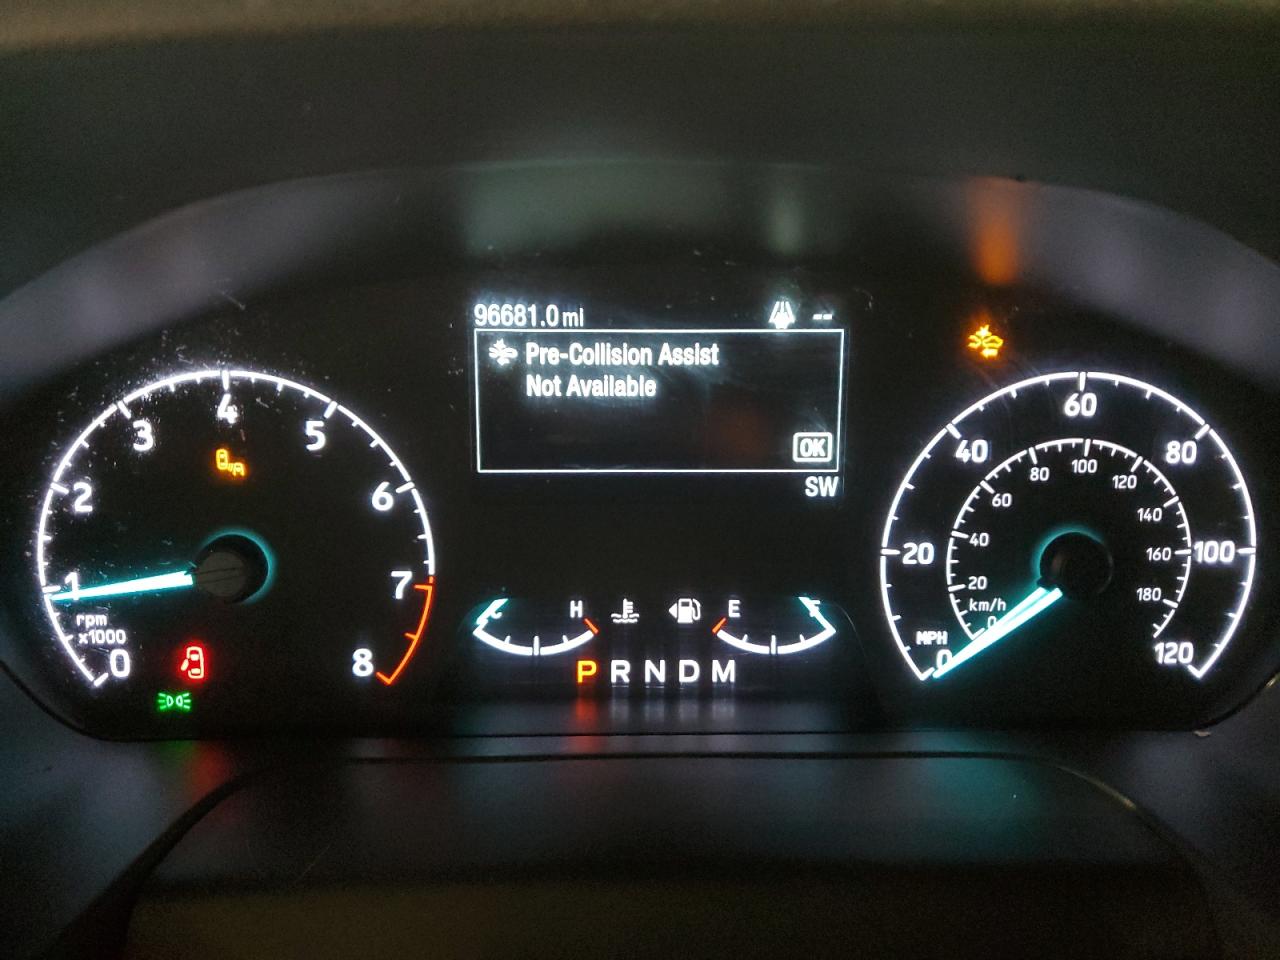 96681.0 mi --
Pre-Collision Assist
Not Available
OK
SW
0 1 2 3 4 5 6 7 8
rpm
x1000
C H
E F
P R N D M
0 20 40 60 80 100 120
MPH
0 20 40 60 80 100 120 140 160 180
km/h